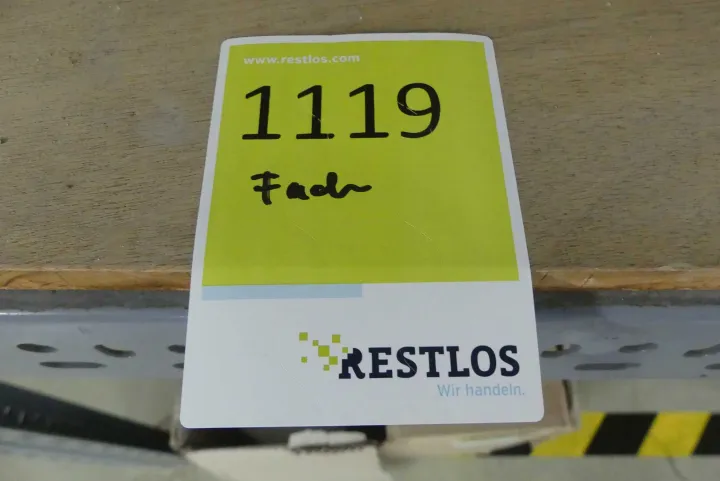 www.restlos.com
1119
Fach
RESTLOS
Wir handeln.